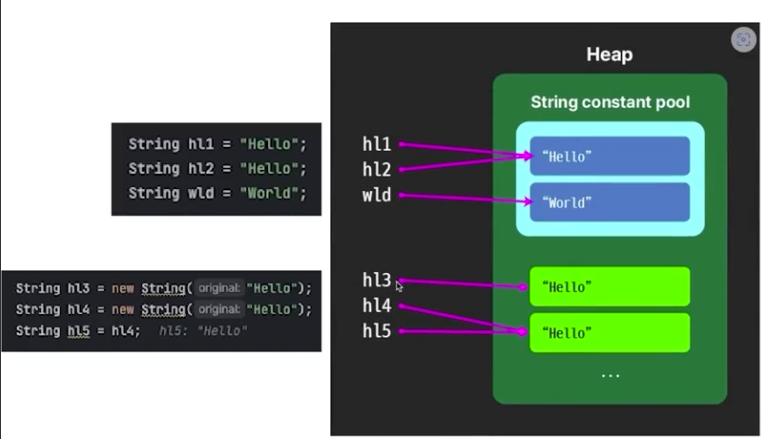 String hl1 = "Hello";
String hl2 = "Hello";
String wld = "World";
String hl3 = new String( original: "Hello");
String hl4 = new String( original: "Hello");
String hl5 = hl4;   hl5: "Hello"
Heap
String constant pool
hl1
hl2
wld
“Hello”
“World”
hl3
hl4
hl5
“Hello”
“Hello”
...